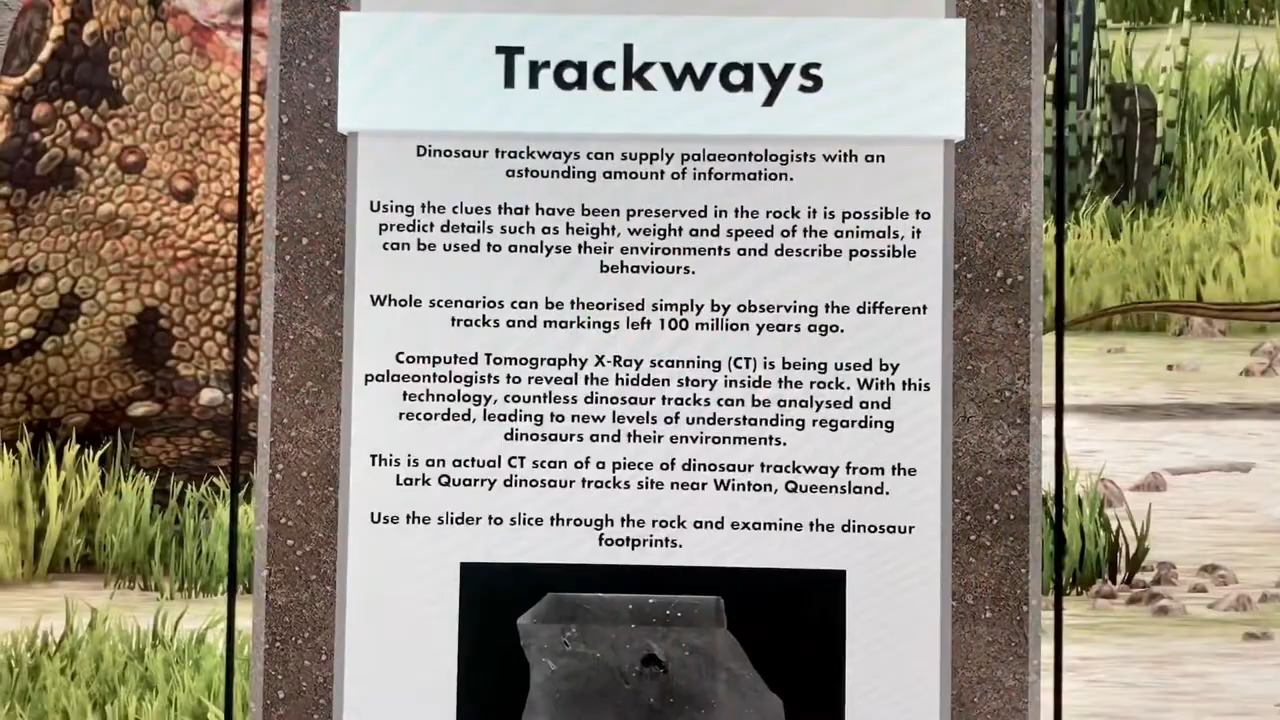 Trackways
Dinosaur trackways can supply palaeontologists with an
astounding amount of information.
Using the clues that have been preserved in the rock it is possible to
predict details such as height, weight and speed of the animals, it
can be used to analyse their environments and describe possible
behaviours.
Whole scenarios can be theorised simply by observing the different
tracks and markings left 100 million years ago.
Computed Tomography X-Ray scanning (CT) is being used by
palaeontologists to reveal the hidden story inside the rock. With this
technology, countless dinosaur tracks can be analysed and
recorded, leading to new levels of understanding regarding
dinosaurs and their environments.
This is an actual CT scan of a piece of dinosaur trackway from the
Lark Quarry dinosaur tracks site near Winton, Queensland.
Use the slider to slice through the rock and examine the dinosaur
footprints.